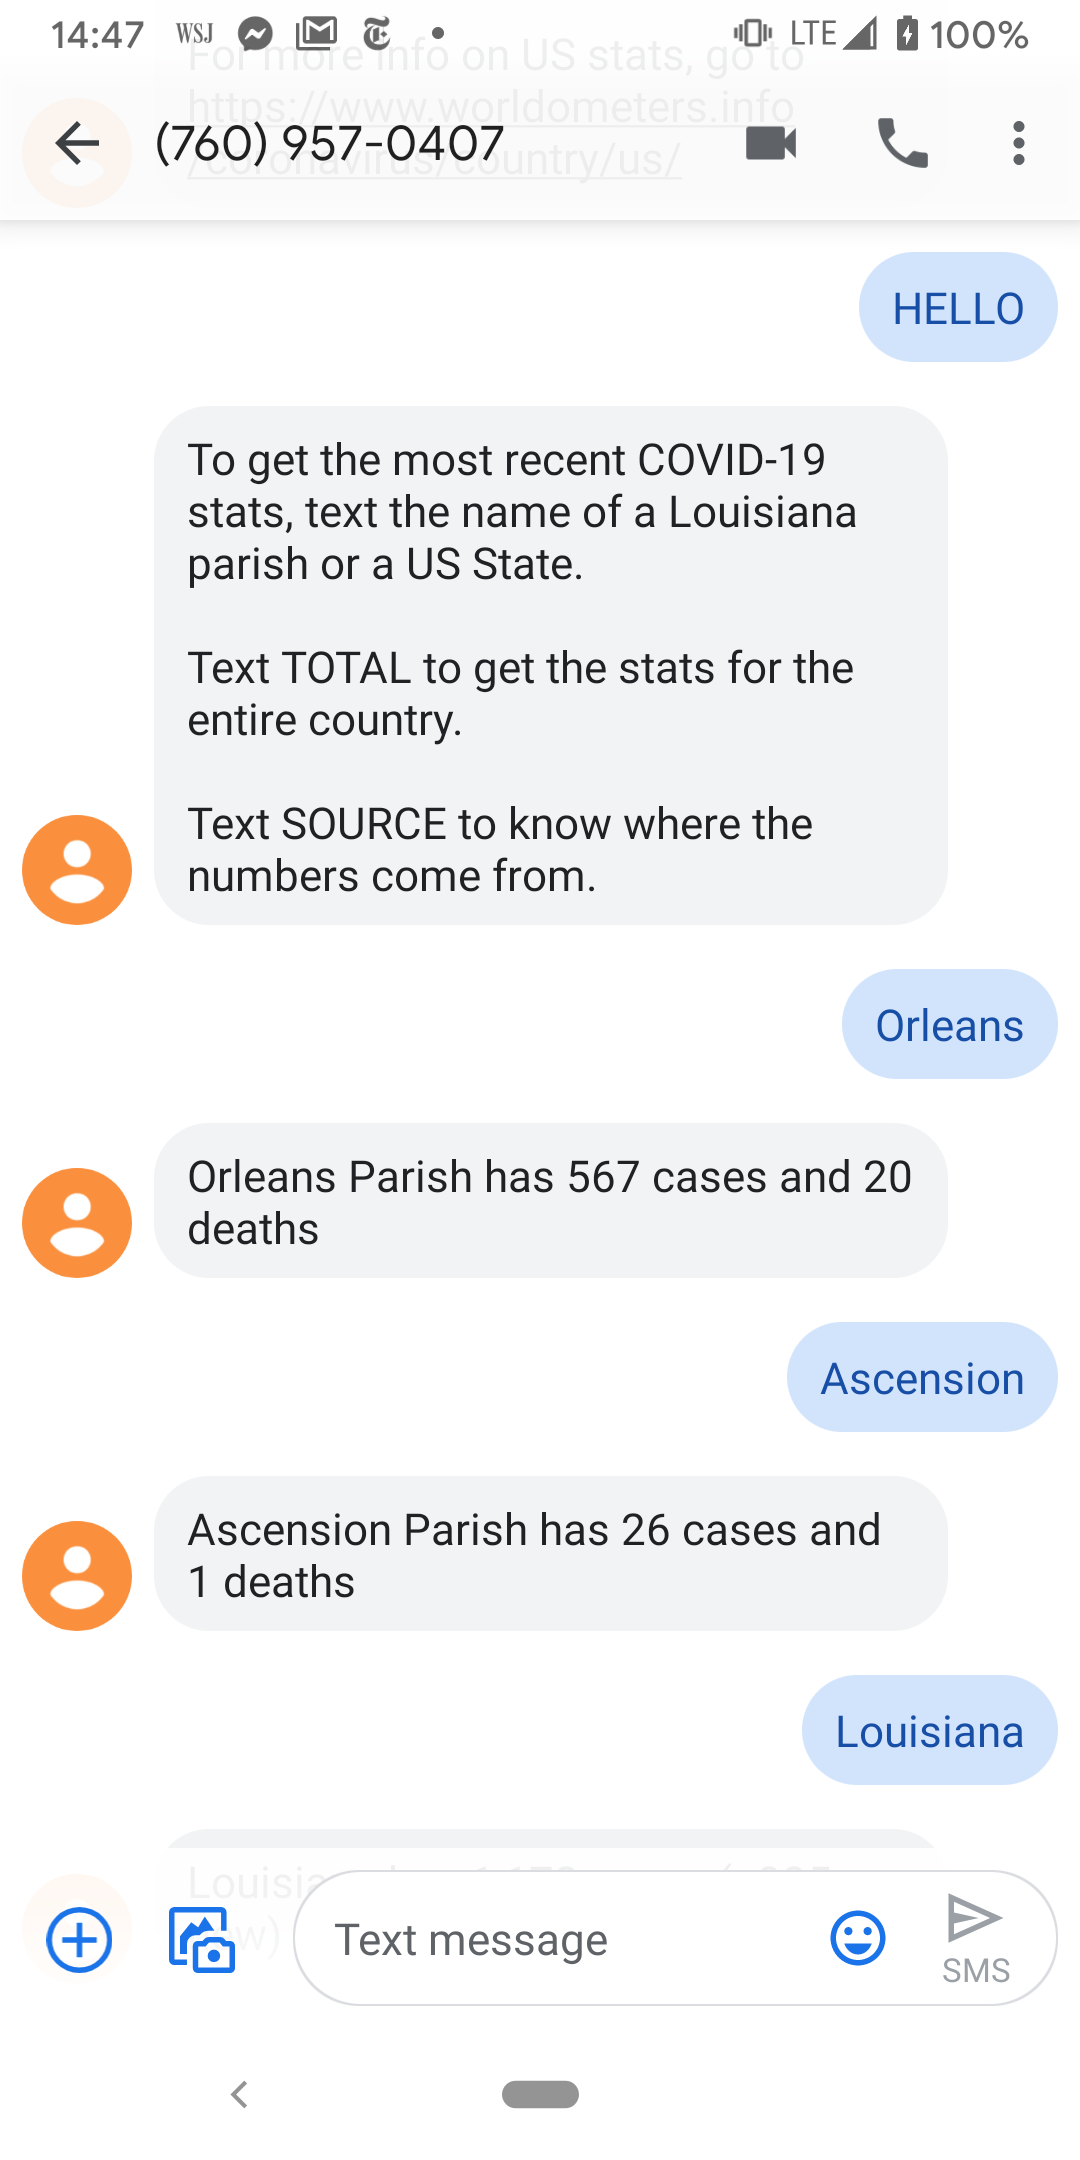 14:47 WSJ LTE 100%
For more info on US stats, go to
https://www.worldometers.info
(760) 957-0407
/coronavirus/country/us/
HELLO
To get the most recent COVID-19
stats, text the name of a Louisiana
parish or a US State.
Text TOTAL to get the stats for the
entire country.
Text SOURCE to know where the
numbers come from.
Orleans
Orleans Parish has 567 cases and 20
deaths
Ascension
Ascension Parish has 26 cases and
1 deaths
Louisiana
Text message
SMS